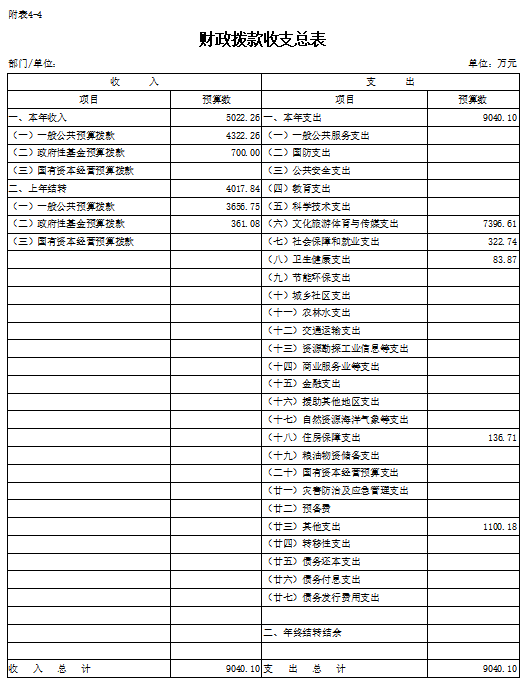 附表4-4
财政拨款收支总表
部门/单位: 单位: 万元
收 入 支 出
项目 预算数 项目 预算数
一、本年收入 5022.26 一、本年支出 9040.10
（一）一般公共预算拨款 4322.26 （一）一般公共服务支出
（二）政府性基金预算拨款 700.00 （二）国防支出
（三）国有资本经营预算拨款 （三）公共安全支出
二、上年结转 4017.84 （四）教育支出
（一）一般公共预算拨款 3656.75 （五）科学技术支出
（二）政府性基金预算拨款 361.08 （六）文化旅游体育与传媒支出 7396.61
（三）国有资本经营预算拨款 （七）社会保障和就业支出 322.74
（八）卫生健康支出 83.87
（九）节能环保支出
（十）城乡社区支出
（十一）农林水支出
（十二）交通运输支出
（十三）资源勘探工业信息等支出
（十四）商业服务业等支出
（十五）金融支出
（十六）援助其他地区支出
（十七）自然资源海洋气象等支出
（十八）住房保障支出 136.71
（十九）粮油物资储备支出
（二十）国有资本经营预算支出
（廿一）灾害防治及应急管理支出
（廿二）预备费
（廿三）其他支出 1100.18
（廿四）转移性支出
（廿五）债务还本支出
（廿六）债务付息支出
（廿七）债务发行费用支出
二、年终结转结余
收 入 总 计 9040.10 支 出 总 计 9040.10